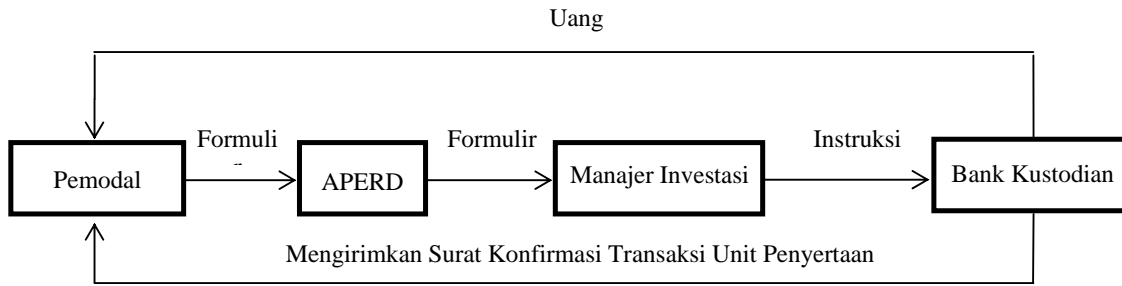 Uang
Formuli
Formulir
Instruksi
Pemodal
APERD
Manajer Investasi
Bank Kustodian
Mengirimkan Surat Konfirmasi Transaksi Unit Penyertaan